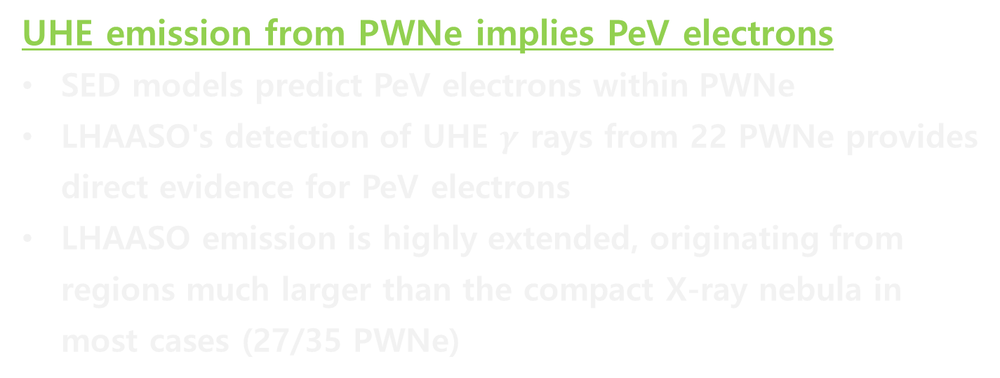 UHE emission from PWNe implies PeV electrons
• SED models predict PeV electrons within PWNe
• LHAASO's detection of UHE γ rays from 22 PWNe provides
direct evidence for PeV electrons
• LHAASO emission is highly extended, originating from
regions much larger than the compact X-ray nebula in
most cases (27/35 PWNe)